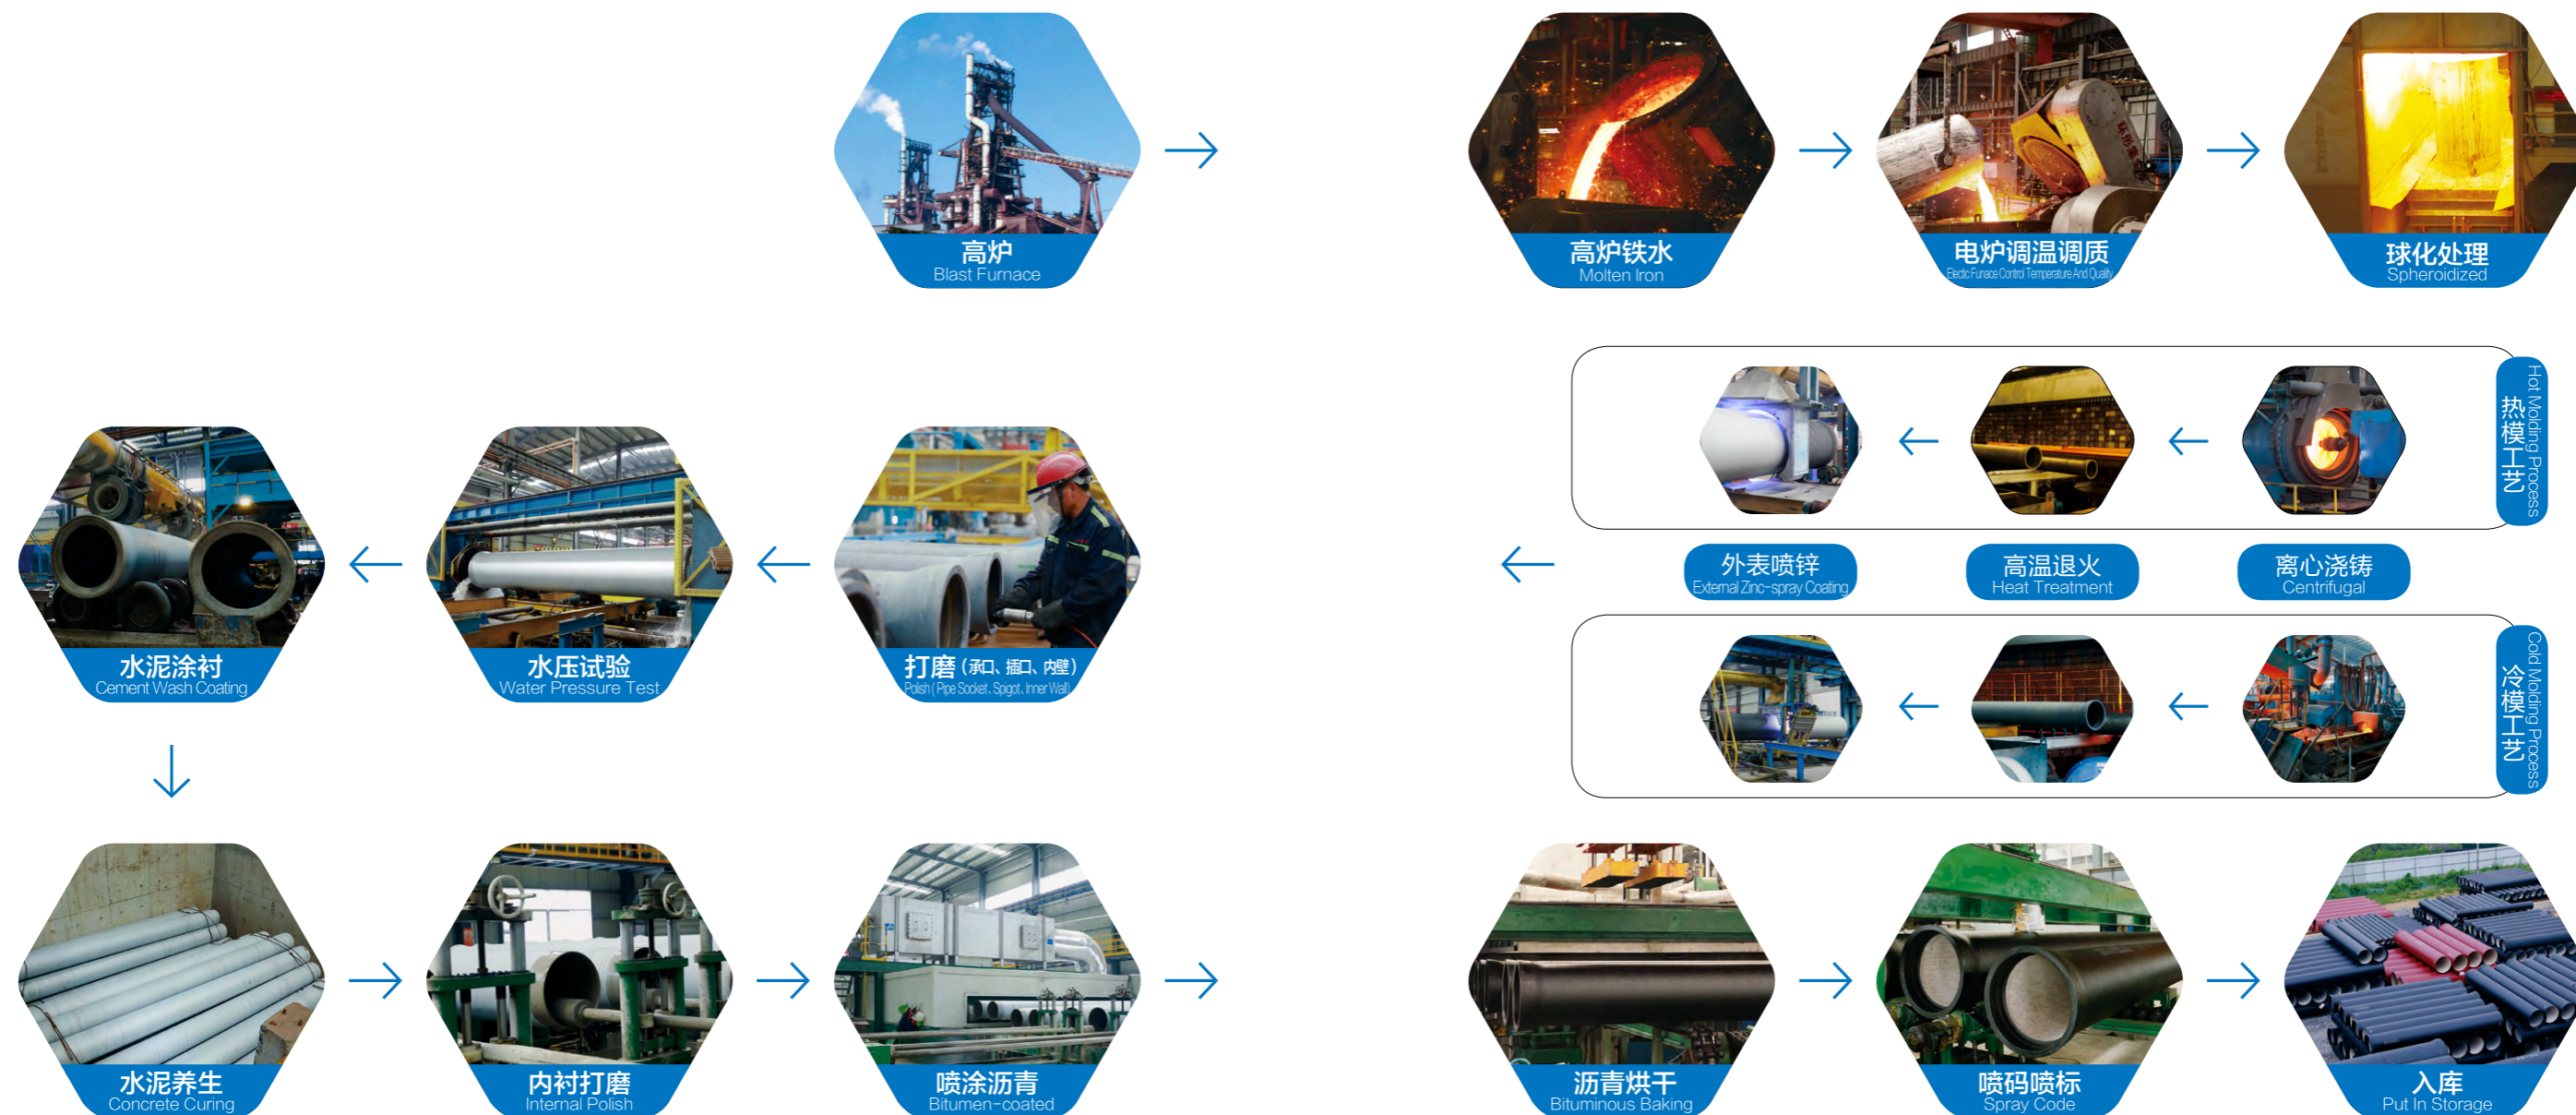 高炉
Blast Furnace
高炉铁水
Molten Iron
电炉调温调质
Electic Funace Control Temperature And Quality
球化处理
Spheroidized
热模工艺
Hot Molding Process
外表喷锌
External Zinc-spray Coating
高温退火
Heat Treatment
离心浇铸
Centrifugal
冷模工艺
Cold Molding Process
打磨（承口、插口、内壁）
Polish ( Pipe Socket、Spigot、Inner Wall)
水压试验
Water Pressure Test
水泥涂衬
Cement Wash Coating
水泥养生
Concrete Curing
内衬打磨
Internal Polish
喷涂沥青
Bitumen-coated
沥青烘干
Bituminous Baking
喷码喷标
Spray Code
入库
Put In Storage